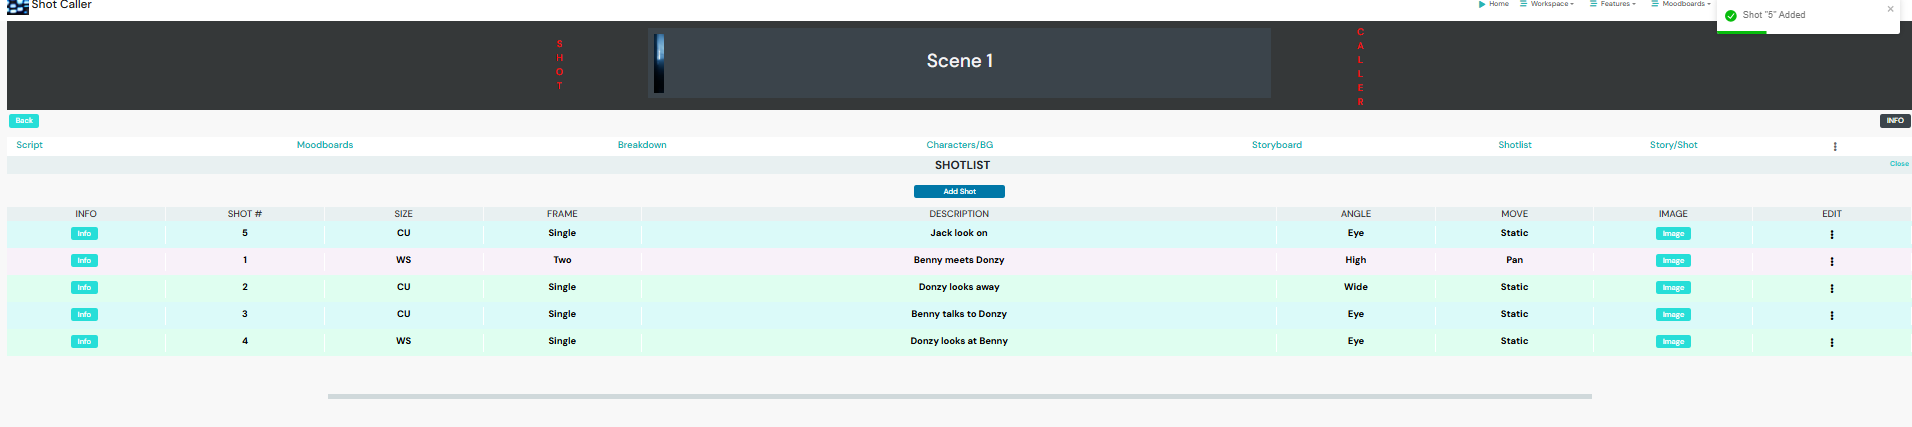 Shot Caller
Home Workspace Features Moodboards
Shot "5" Added
SHOT
Scene 1
CALLER
Back
INFO
Script Moodboards Breakdown Characters/BG Storyboard Shotlist Story/Shot
SHOTLIST
Close
Add Shot
INFO SHOT # SIZE FRAME DESCRIPTION ANGLE MOVE IMAGE EDIT
Info 5 CU Single Jack look on Eye Static Image
Info 1 WS Two Benny meets Donzy High Pan Image
Info 2 CU Single Donzy looks away Wide Static Image
Info 3 CU Single Benny talks to Donzy Eye Static Image
Info 4 WS Single Donzy looks at Benny Eye Static Image